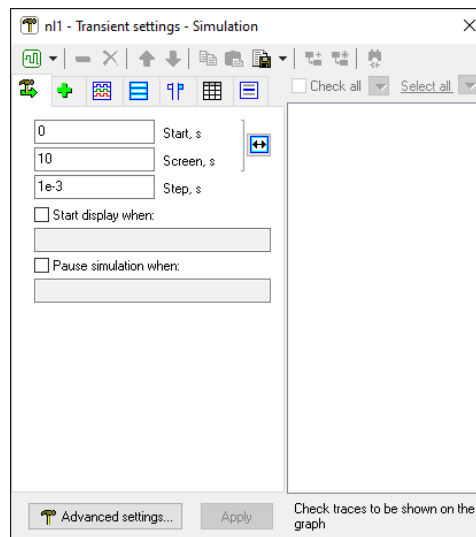 nl1 - Transient settings - Simulation
Check all
Select all
0
Start, s
10
Screen, s
1e-3
Step, s
Start display when:
Pause simulation when:
Advanced settings...
Apply
Check traces to be shown on the
graph